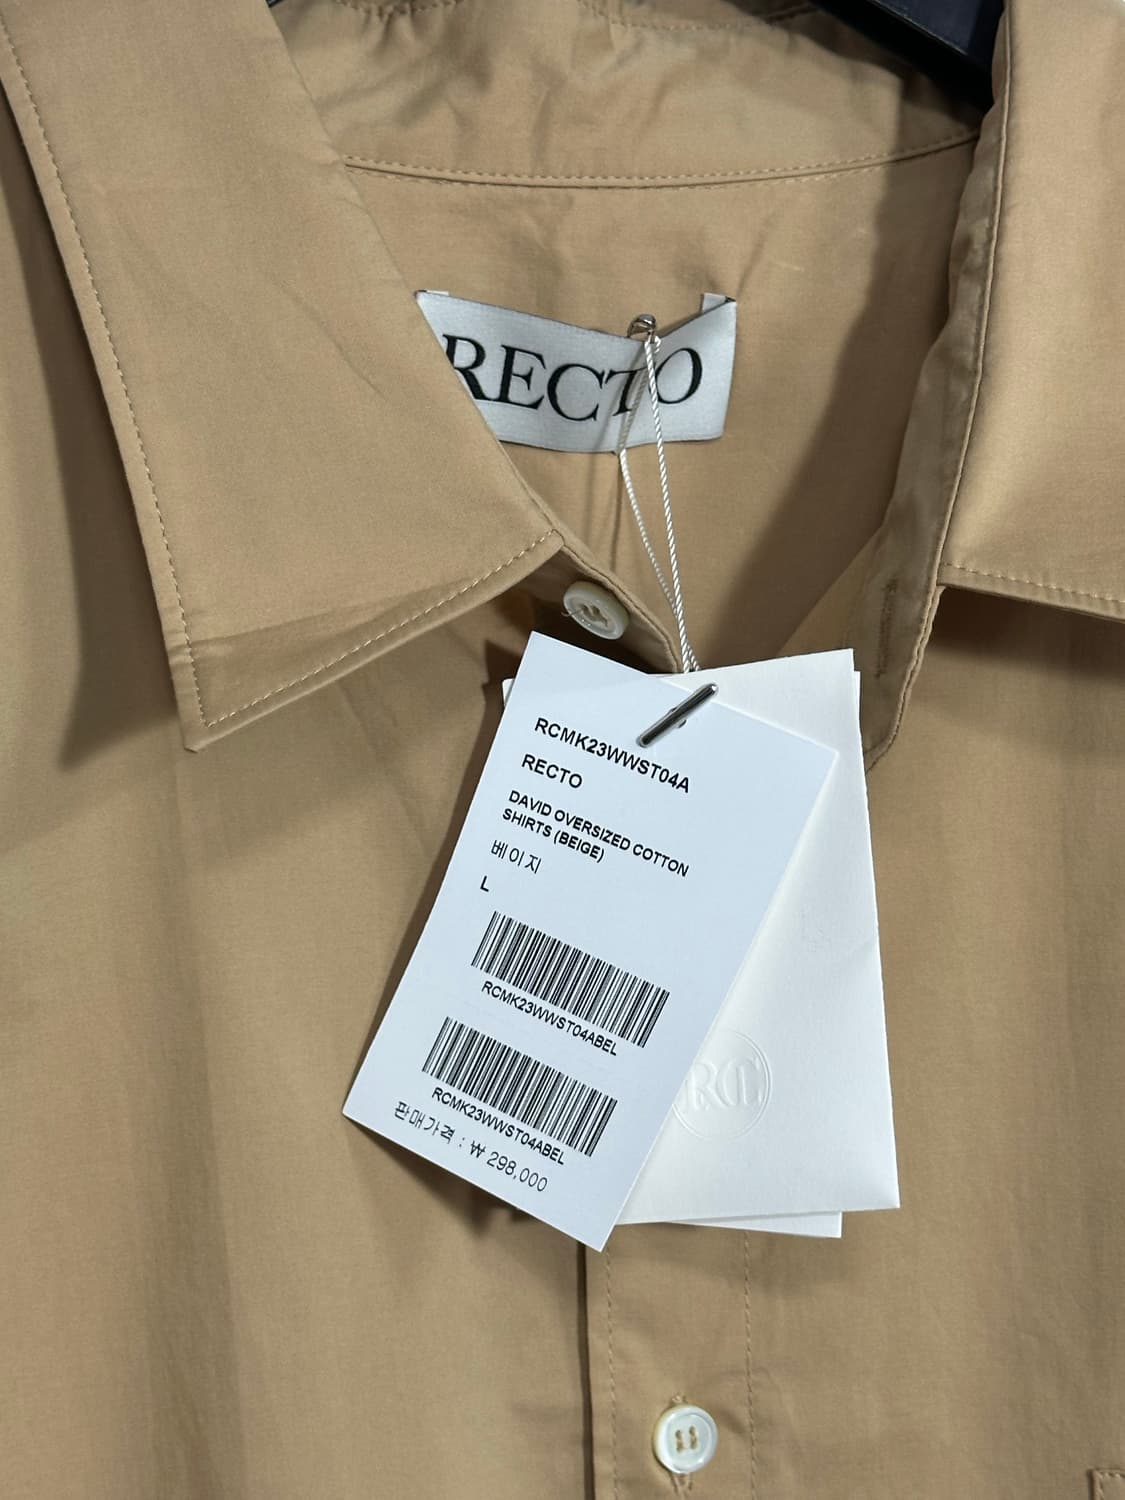 RECTO
RCMK23WWST04A
RECTO
DAVID OVERSIZED COTTON
SHIRTS (BEIGE)
베이지
L
RCMK23WWST04ABEL
RCMK23WWST04ABEL
판매가격 : ₩ 298,000